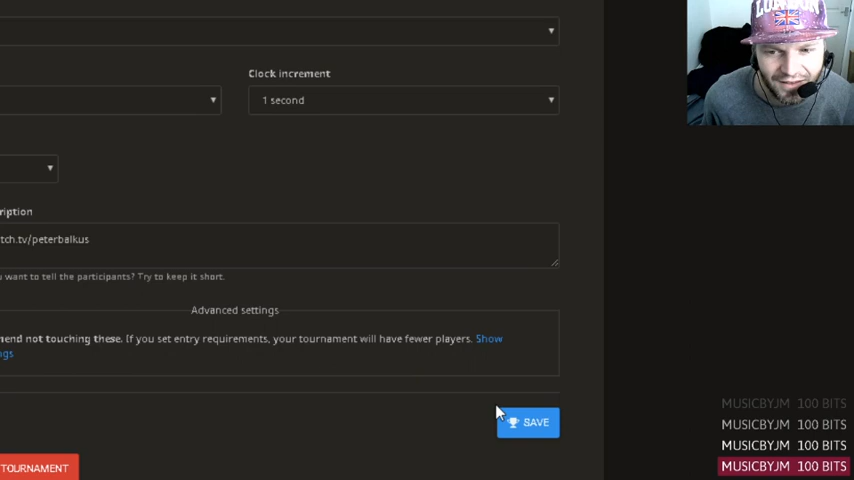 LONDON
Clock increment
1 second
ription
tch.tv/peterbalkus
u want to tell the participants? Try to keep it short.
Advanced settings
mend not touching these. If you set entry requirements, your tournament will have fewer players. Show
ngs
SAVE
TOURNAMENT
MUSICBYJM 100 BITS
MUSICBYJM 100 BITS
MUSICBYJM 100 BITS
MUSICBYJM 100 BITS